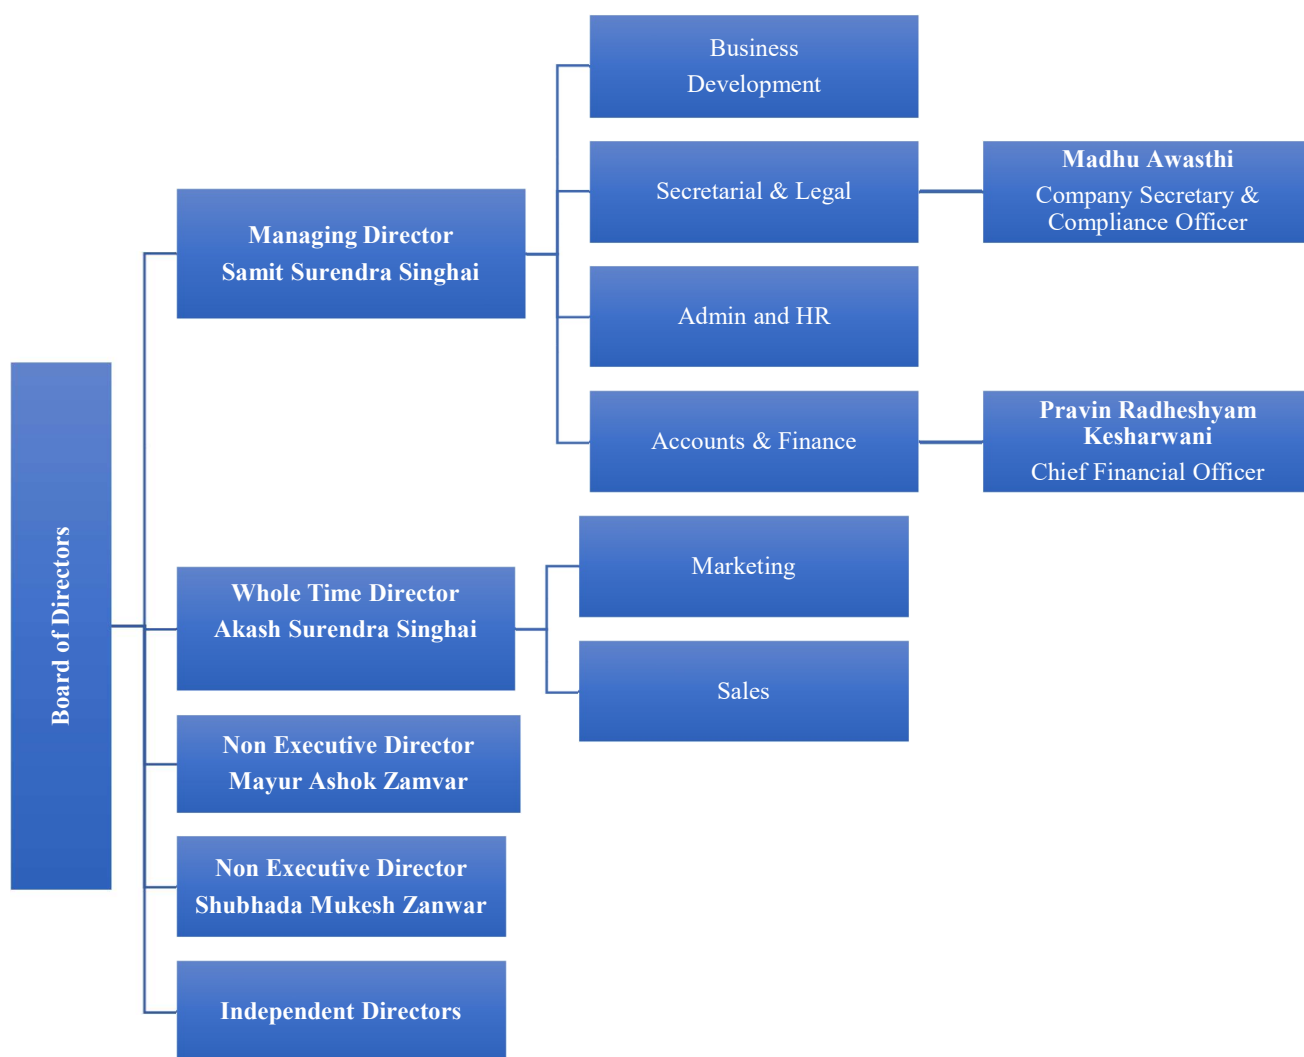 Board of Directors
Managing Director
Samit Surendra Singhai
Business
Development
Secretarial & Legal
Madhu Awasthi
Company Secretary &
Compliance Officer
Admin and HR
Accounts & Finance
Pravin Radheshyam
Kesharwani
Chief Financial Officer
Whole Time Director
Akash Surendra Singhai
Marketing
Sales
Non Executive Director
Mayur Ashok Zamvar
Non Executive Director
Shubhada Mukesh Zanwar
Independent Directors